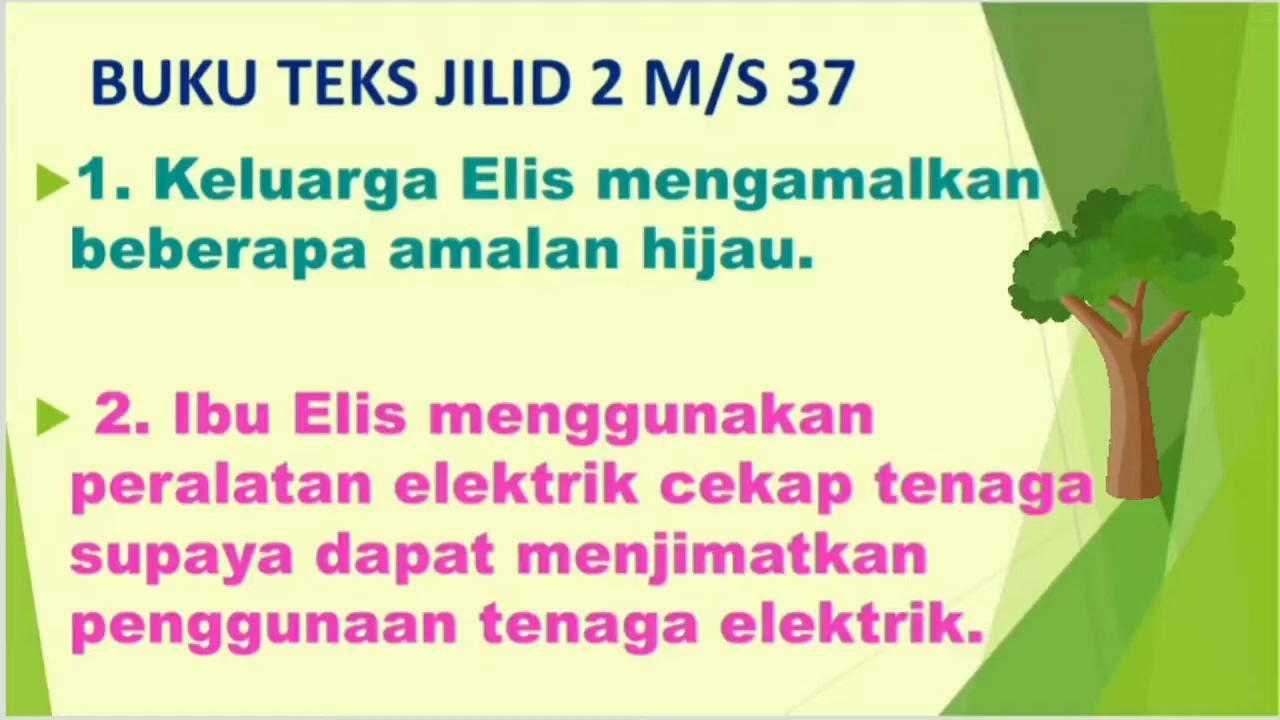 BUKU TEKS JILID 2 M/S 37
1. Keluarga Elis mengamalkan
beberapa amalan hijau.
2. Ibu Elis menggunakan
peralatan elektrik cekap tenaga
supaya dapat menjimatkan
penggunaan tenaga elektrik.